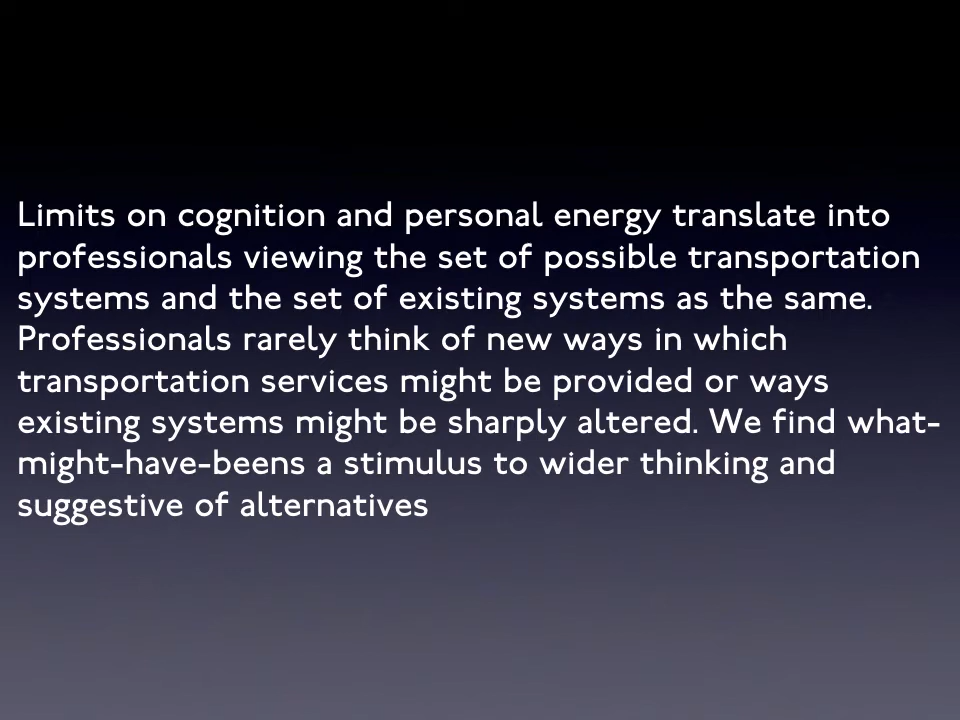 Limits on cognition and personal energy translate into
professionals viewing the set of possible transportation
systems and the set of existing systems as the same.
Professionals rarely think of new ways in which
transportation services might be provided or ways
existing systems might be sharply altered. We find what-
might-have-beens a stimulus to wider thinking and
suggestive of alternatives